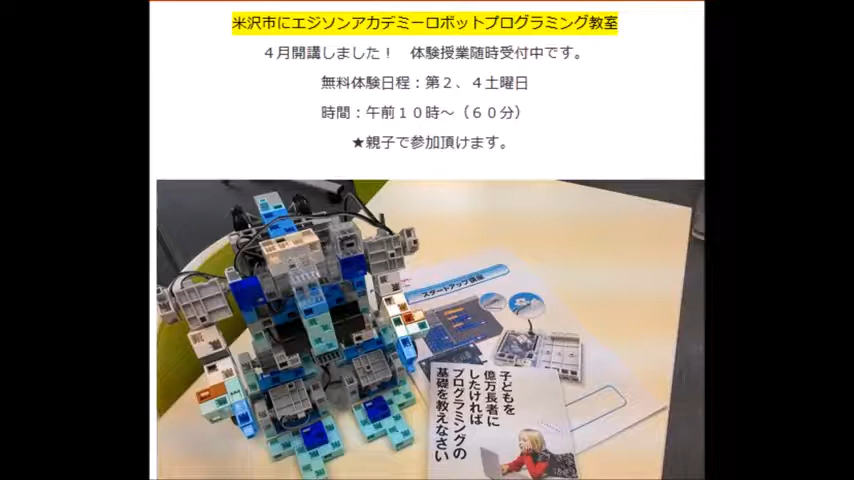 米沢市にエジソンアカデミーロボットプログラミング教室
４月開講しました！　体験授業随時受付中です。
無料体験日程：第２、４土曜日
時間：午前１０時～（６０分）
★親子で参加頂けます。
スタートアップ講座
子どもを
億万長者に
したければ
プログラミングの
基礎を教えなさい